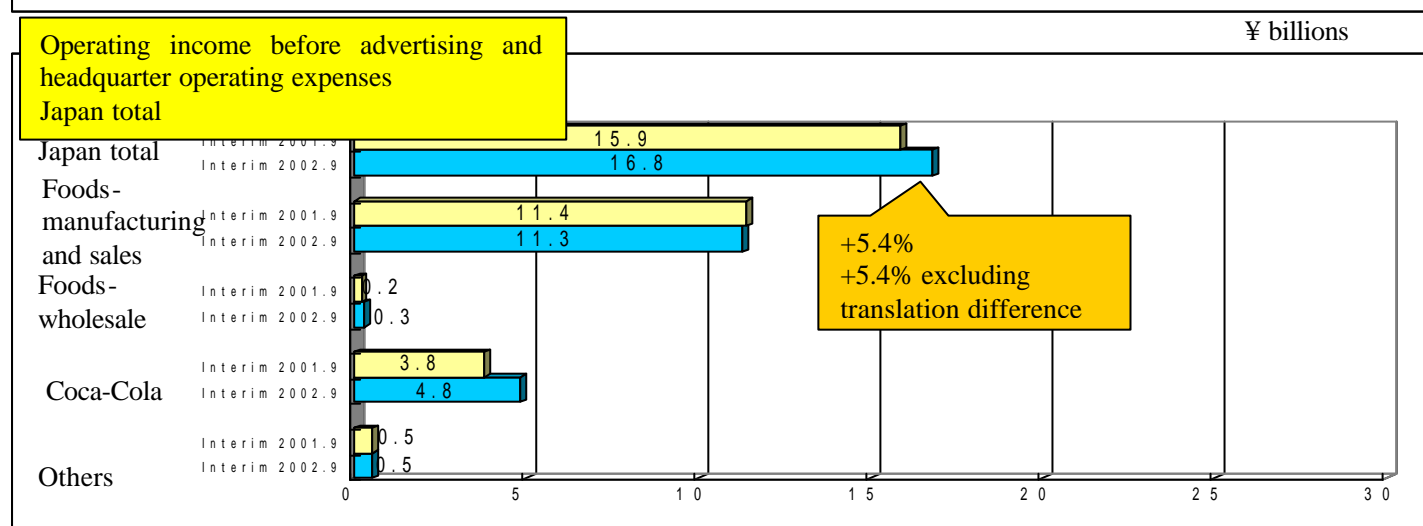 ¥ billions
Operating income before advertising and
headquarter operating expenses
Japan total
Japan total
Interim 2001.9
15.9
Interim 2002.9
16.8
Foods-
manufacturing
and sales
Interim 2001.9
11.4
Interim 2002.9
11.3
+5.4%
+5.4% excluding
translation difference
Foods-
wholesale
Interim 2001.9
0.2
Interim 2002.9
0.3
Coca-Cola
Interim 2001.9
3.8
Interim 2002.9
4.8
Others
Interim 2001.9
0.5
Interim 2002.9
0.5
0 5 10 15 20 25 30